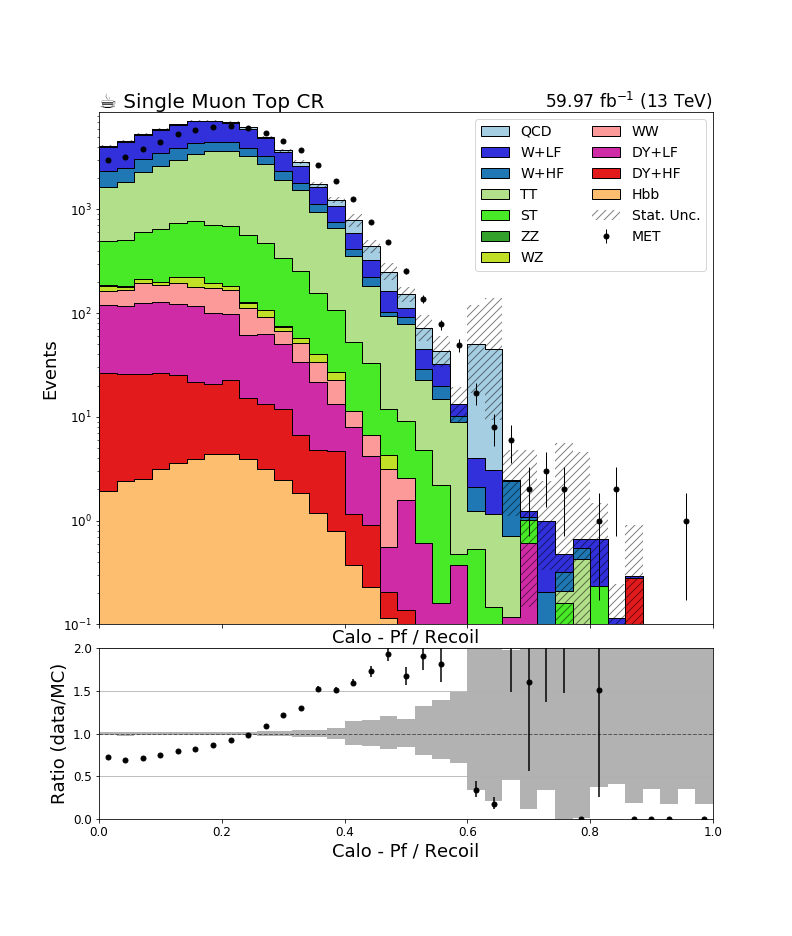 ☕ Single Muon Top CR 59.97 fb⁻¹ (13 TeV)
QCD WW
W+LF DY+LF
W+HF DY+HF
TT Hbb
ST Stat. Unc.
ZZ MET
WZ
Events
10³
10²
10¹
10⁰
10⁻¹
Calo - Pf / Recoil
Ratio (data/MC)
2.0
1.5
1.0
0.5
0.0
0.0 0.2 0.4 0.6 0.8 1.0
Calo - Pf / Recoil